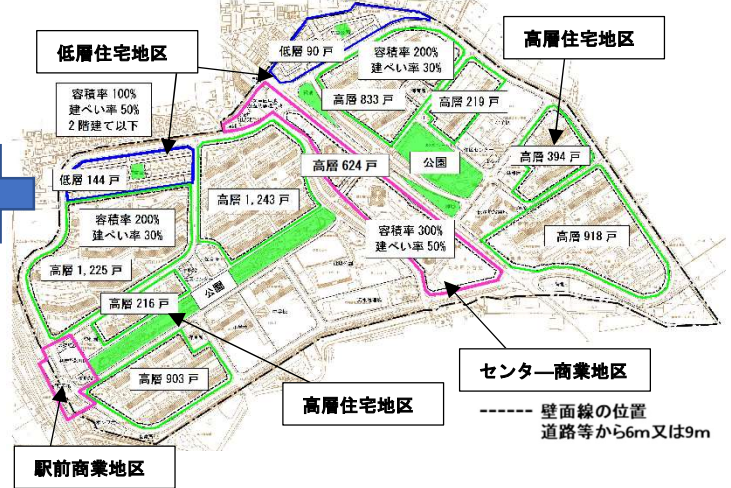 低層住宅地区
高層住宅地区
低層 90 戸
容積率 200%
建ぺい率 30%
容積率 100%
建ぺい率 50%
2 階建て以下
高層 833 戸
高層 219 戸
高層 394 戸
公園
低層 144 戸
高層 624 戸
高層 1,243 戸
容積率 200%
建ぺい率 30%
容積率 300%
建ぺい率 50%
高層 918 戸
高層 1,225 戸
高層 216 戸
公園
高層 903 戸
センタ―商業地区
高層住宅地区
------ 壁面線の位置
道路等から6m又は9m
駅前商業地区